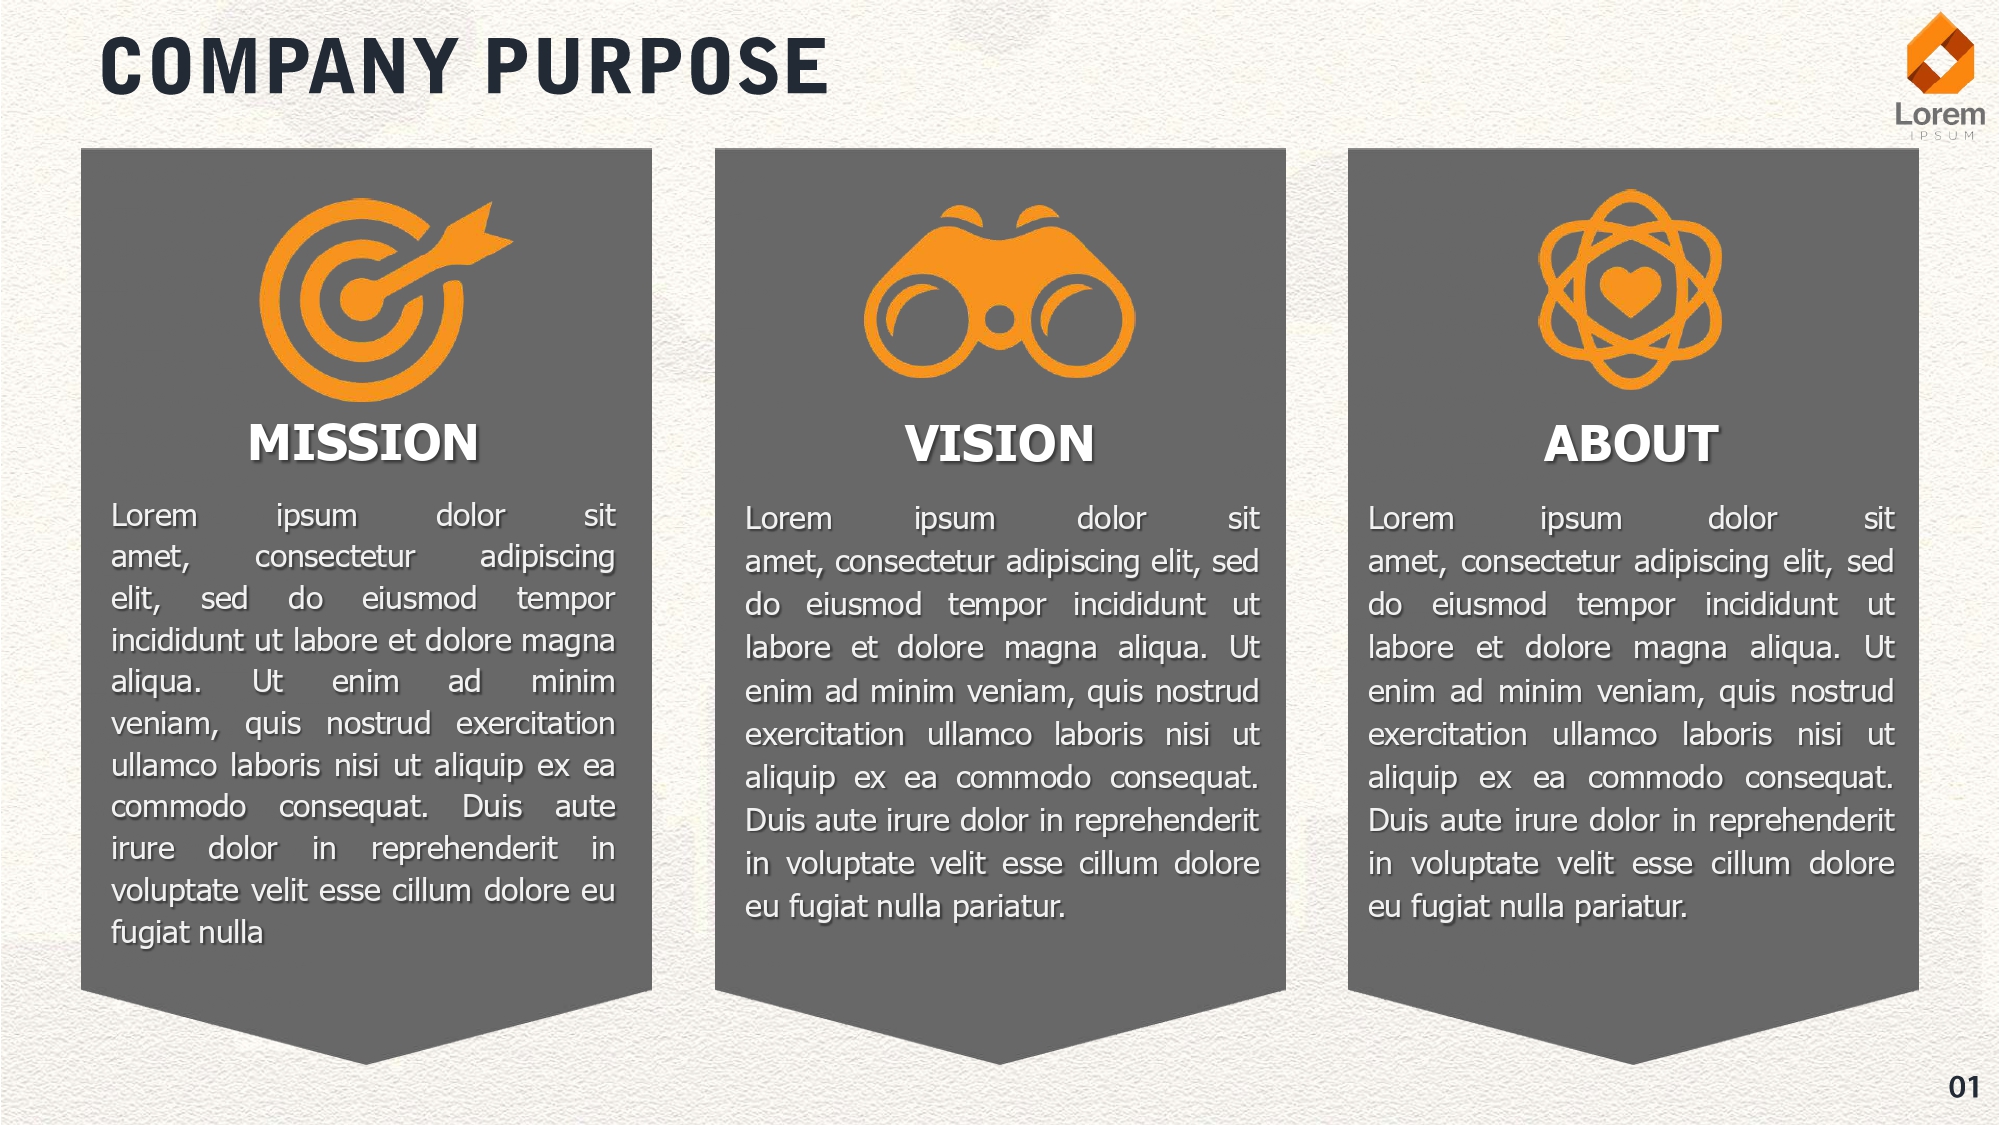 COMPANY PURPOSE
Lorem
IPSUM
MISSION
Lorem ipsum dolor sit
amet, consectetur adipiscing
elit, sed do eiusmod tempor
incididunt ut labore et dolore magna
aliqua. Ut enim ad minim
veniam, quis nostrud exercitation
ullamco laboris nisi ut aliquip ex ea
commodo consequat. Duis aute
irure dolor in reprehenderit in
voluptate velit esse cillum dolore eu
fugiat nulla
VISION
Lorem ipsum dolor sit
amet, consectetur adipiscing elit, sed
do eiusmod tempor incididunt ut
labore et dolore magna aliqua. Ut
enim ad minim veniam, quis nostrud
exercitation ullamco laboris nisi ut
aliquip ex ea commodo consequat.
Duis aute irure dolor in reprehenderit
in voluptate velit esse cillum dolore
eu fugiat nulla pariatur.
ABOUT
Lorem ipsum dolor sit
amet, consectetur adipiscing elit, sed
do eiusmod tempor incididunt ut
labore et dolore magna aliqua. Ut
enim ad minim veniam, quis nostrud
exercitation ullamco laboris nisi ut
aliquip ex ea commodo consequat.
Duis aute irure dolor in reprehenderit
in voluptate velit esse cillum dolore
eu fugiat nulla pariatur.
01